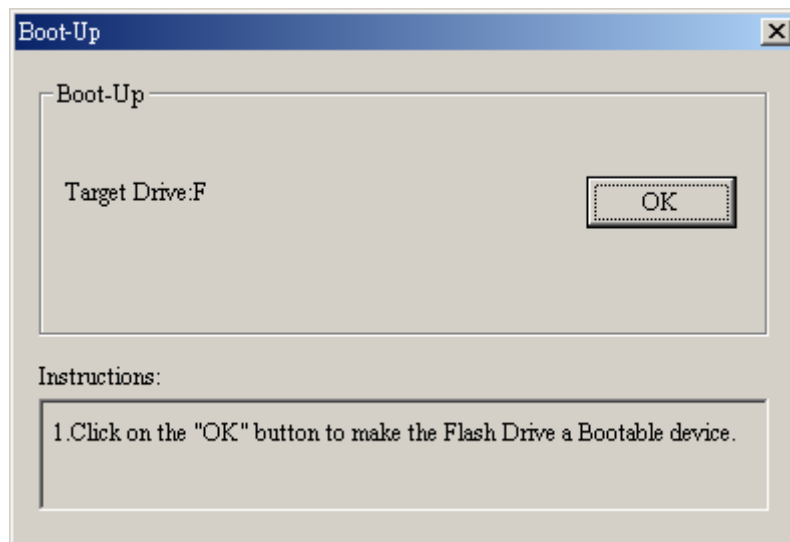 Boot-Up
Boot-Up
Target Drive:F
OK
Instructions:
1.Click on the "OK" button to make the Flash Drive a Bootable device.